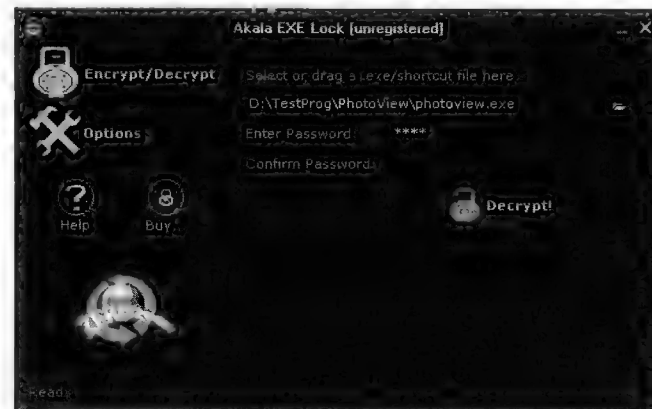 Akala EXE Lock [unregistered]
Encrypt/Decrypt
Select or drag a .exe/shortcut file here:
D:\TestProg\PhotoView\photoview.exe
Options
Enter Password: ****
Confirm Password:
Help
Buy
Decrypt!
Ready